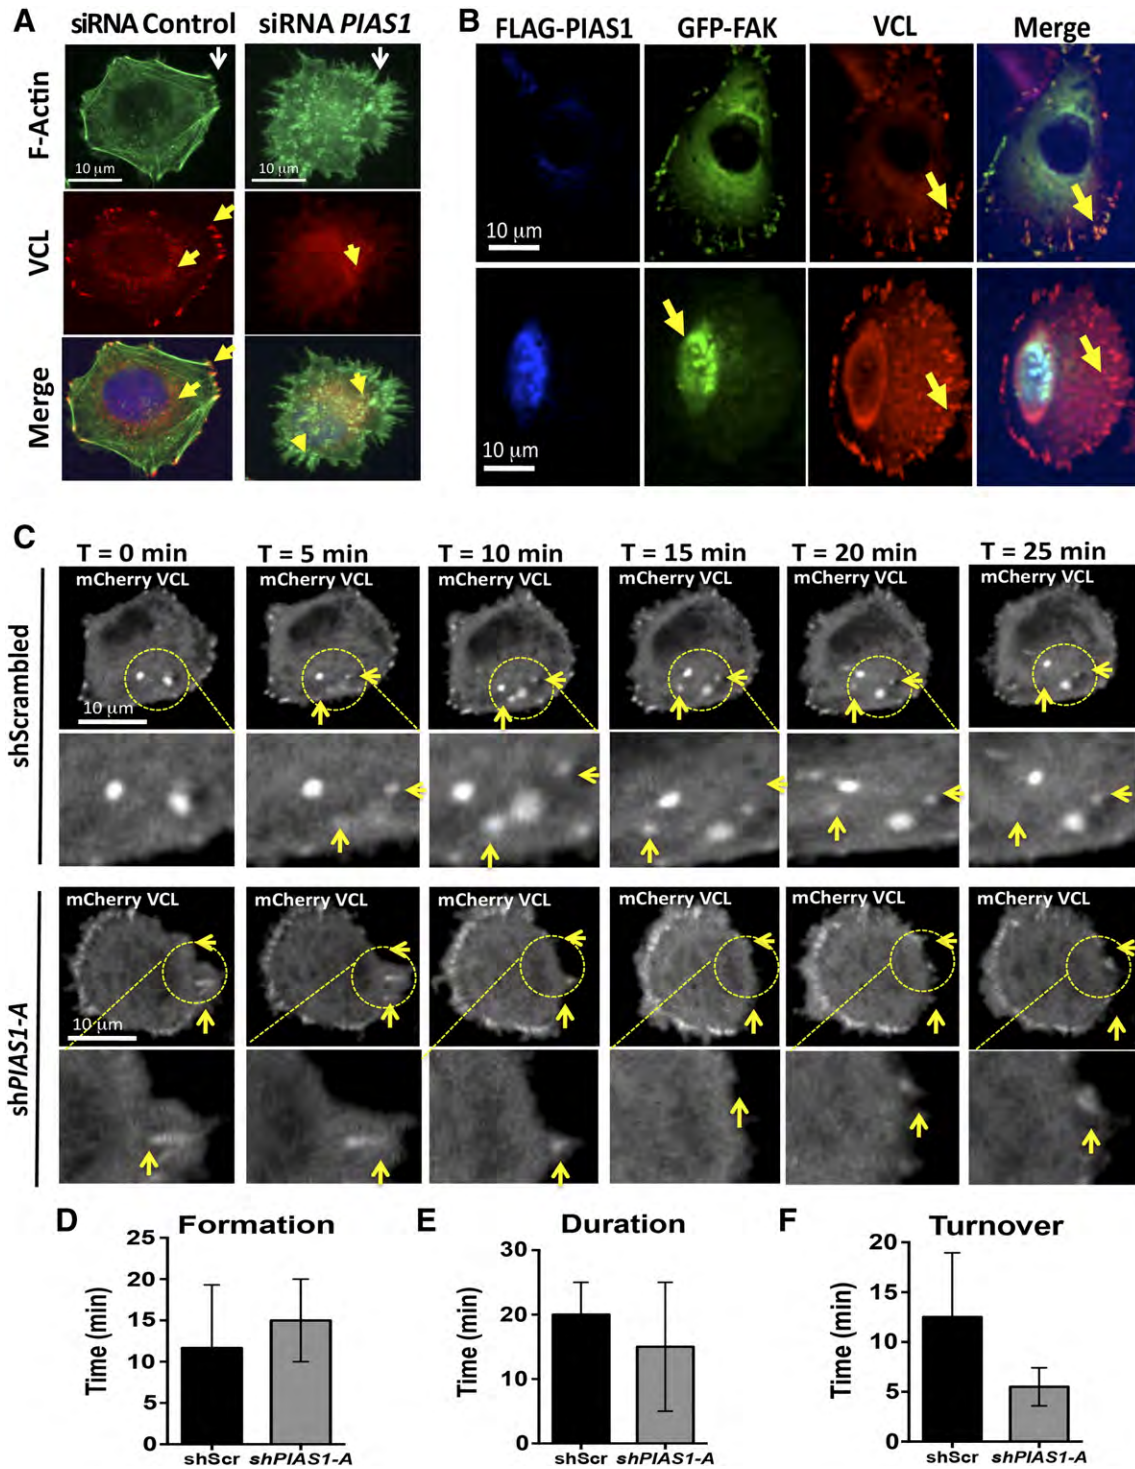 A
siRNA Control
siRNA PIAS1
F-Actin
10 µm
10 µm
VCL
Merge
B
FLAG-PIAS1
GFP-FAK
VCL
Merge
10 µm
10 µm
C
T = 0 min
T = 5 min
T = 10 min
T = 15 min
T = 20 min
T = 25 min
shScrambled
mCherry VCL
mCherry VCL
mCherry VCL
mCherry VCL
mCherry VCL
mCherry VCL
10 µm
shPIAS1-A
mCherry VCL
mCherry VCL
mCherry VCL
mCherry VCL
mCherry VCL
mCherry VCL
10 µm
D
Formation
Time (min)
25
20
15
10
5
0
shScr
shPIAS1-A
E
Duration
Time (min)
30
20
10
0
shScr
shPIAS1-A
F
Turnover
Time (min)
20
15
10
5
0
shScr
shPIAS1-A